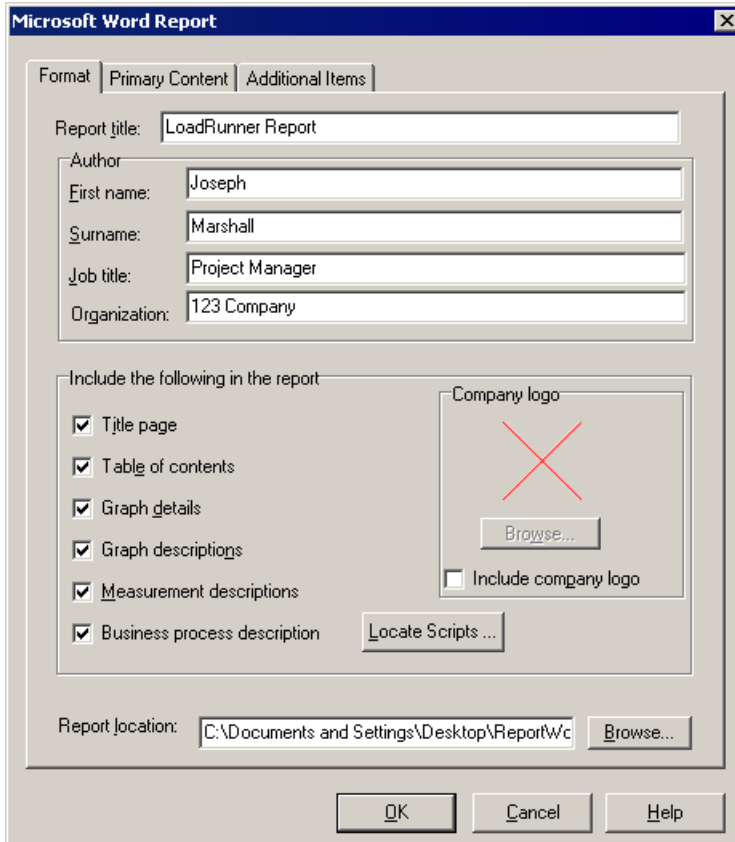 Microsoft Word Report
Format
Primary Content
Additional Items
Report title:
LoadRunner Report
Author
First name:
Joseph
Surname:
Marshall
Job title:
Project Manager
Organization:
123 Company
Include the following in the report
Company logo
Title page
Table of contents
Graph details
Graph descriptions
Browse...
Include company logo
Measurement descriptions
Business process description
Locate Scripts ...
Report location:
C:\Documents and Settings\Desktop\ReportWc
Browse...
OK
Cancel
Help